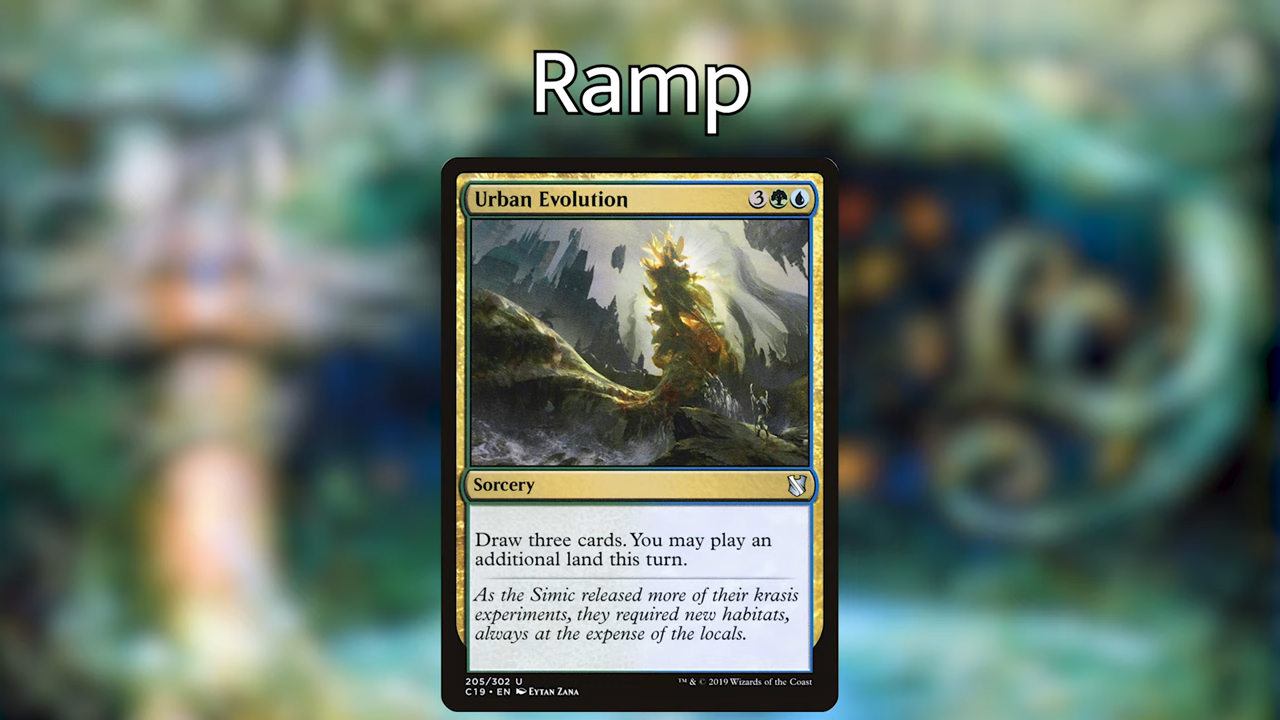 Ramp
Urban Evolution 3
Sorcery
Draw three cards. You may play an
additional land this turn.
As the Simic released more of their krasis
experiments, they required new habitats,
always at the expense of the locals.
205/302 U
C19 • EN Eytan Zana
™ & © 2019 Wizards of the Coast